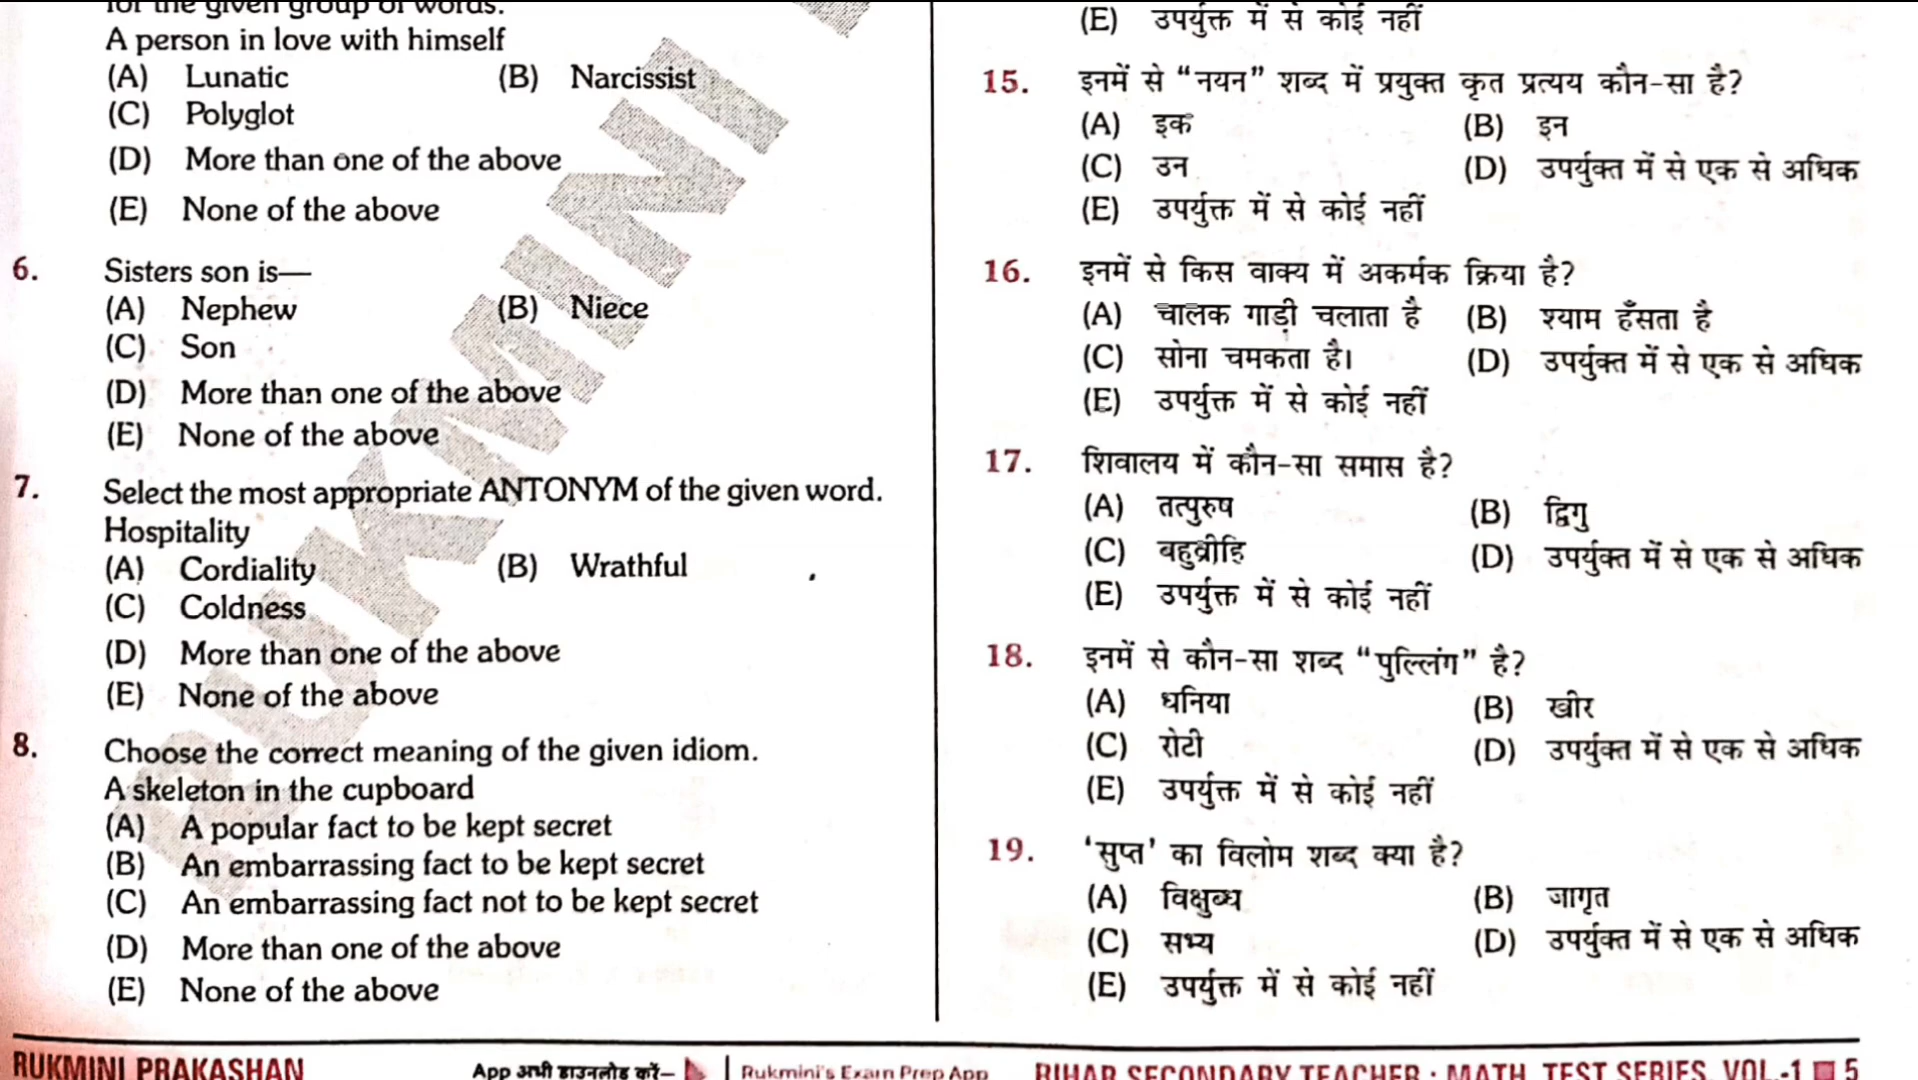 for the given group of words.
A person in love with himself
(A) Lunatic (B) Narcissist
(C) Polyglot
(D) More than one of the above
(E) None of the above
6. Sisters son is—
(A) Nephew (B) Niece
(C) Son
(D) More than one of the above
(E) None of the above
7. Select the most appropriate ANTONYM of the given word.
Hospitality
(A) Cordiality (B) Wrathful
(C) Coldness
(D) More than one of the above
(E) None of the above
8. Choose the correct meaning of the given idiom.
A skeleton in the cupboard
(A) A popular fact to be kept secret
(B) An embarrassing fact to be kept secret
(C) An embarrassing fact not to be kept secret
(D) More than one of the above
(E) None of the above
(E) उपर्युक्त में से कोई नहीं
15. इनमें से “नयन” शब्द में प्रयुक्त कृत प्रत्यय कौन-सा है?
(A) इक (B) इन
(C) उन (D) उपर्युक्त में से एक से अधिक
(E) उपर्युक्त में से कोई नहीं
16. इनमें से किस वाक्य में अकर्मक क्रिया है?
(A) चालक गाड़ी चलाता है (B) श्याम हँसता है
(C) सोना चमकता है। (D) उपर्युक्त में से एक से अधिक
(E) उपर्युक्त में से कोई नहीं
17. शिवालय में कौन-सा समास है?
(A) तत्पुरुष (B) द्विगु
(C) बहुव्रीहि (D) उपर्युक्त में से एक से अधिक
(E) उपर्युक्त में से कोई नहीं
18. इनमें से कौन-सा शब्द “पुल्लिंग” है?
(A) धनिया (B) खीर
(C) रोटी (D) उपर्युक्त में से एक से अधिक
(E) उपर्युक्त में से कोई नहीं
19. ‘सुप्त’ का विलोम शब्द क्या है?
(A) विक्षुब्ध (B) जागृत
(C) सभ्य (D) उपर्युक्त में से एक से अधिक
(E) उपर्युक्त में से कोई नहीं
RUKMINI
RUKMINI PRAKASHAN App अभी डाउनलोड करें– Rukmini's Exam Prep App BIHAR SECONDARY TEACHER • MATH TEST SERIES, VOL.-1 5